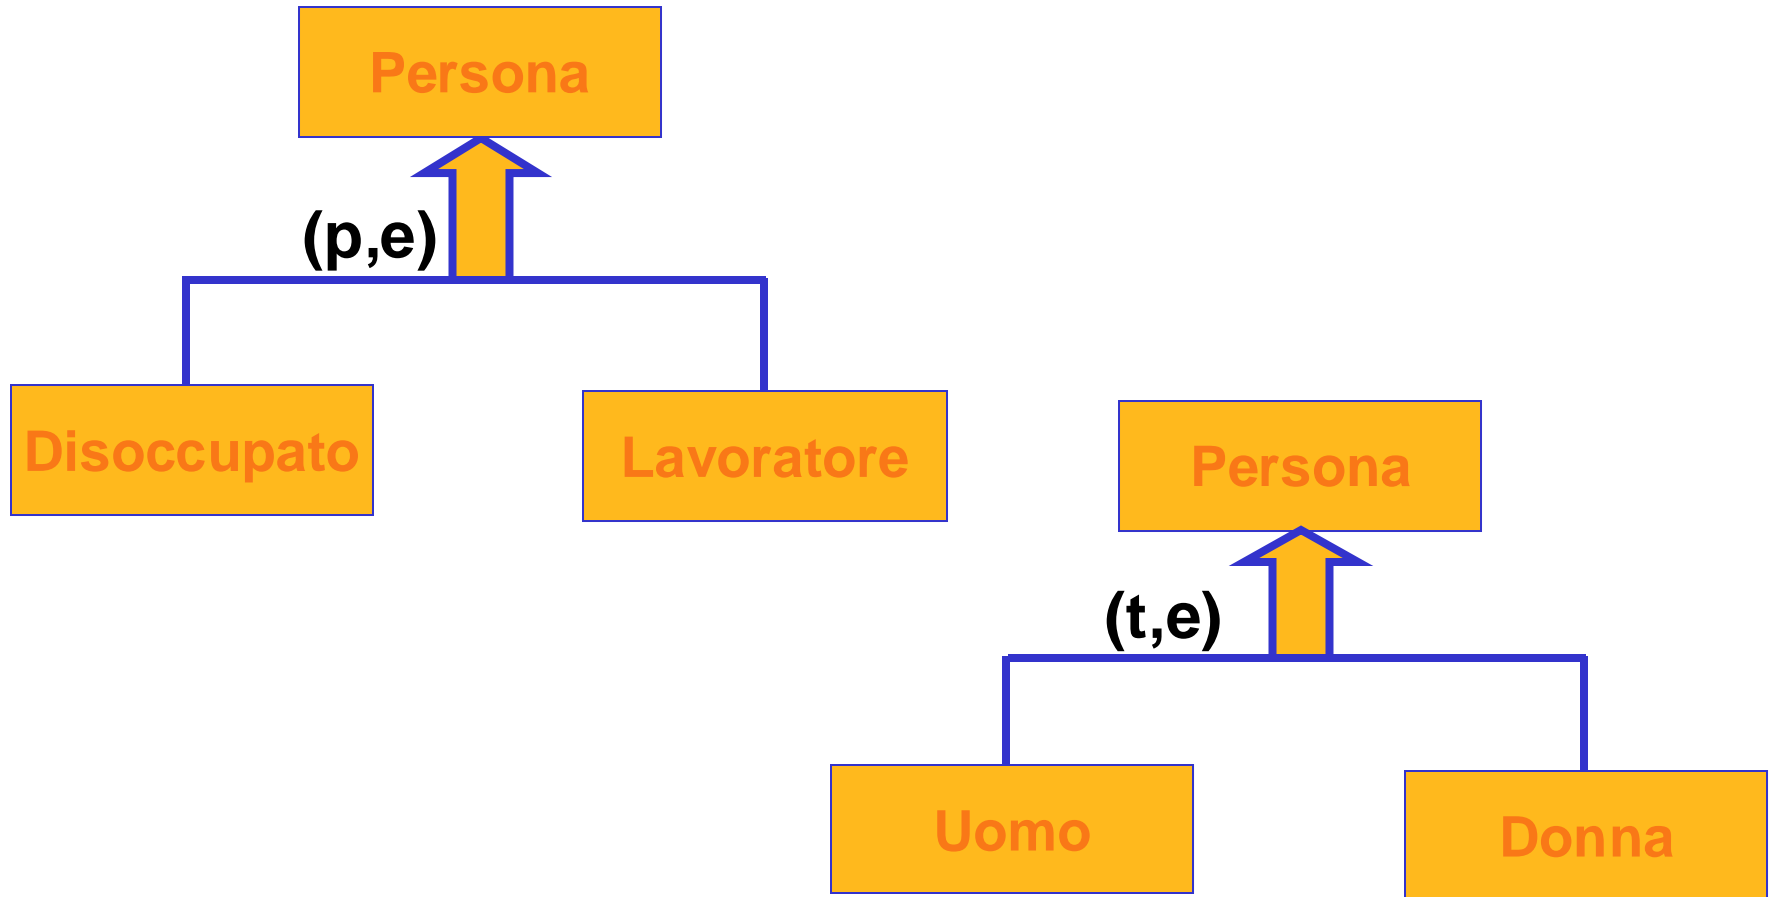 Persona
(p,e)
Disoccupato
Lavoratore
Persona
(t,e)
Uomo
Donna